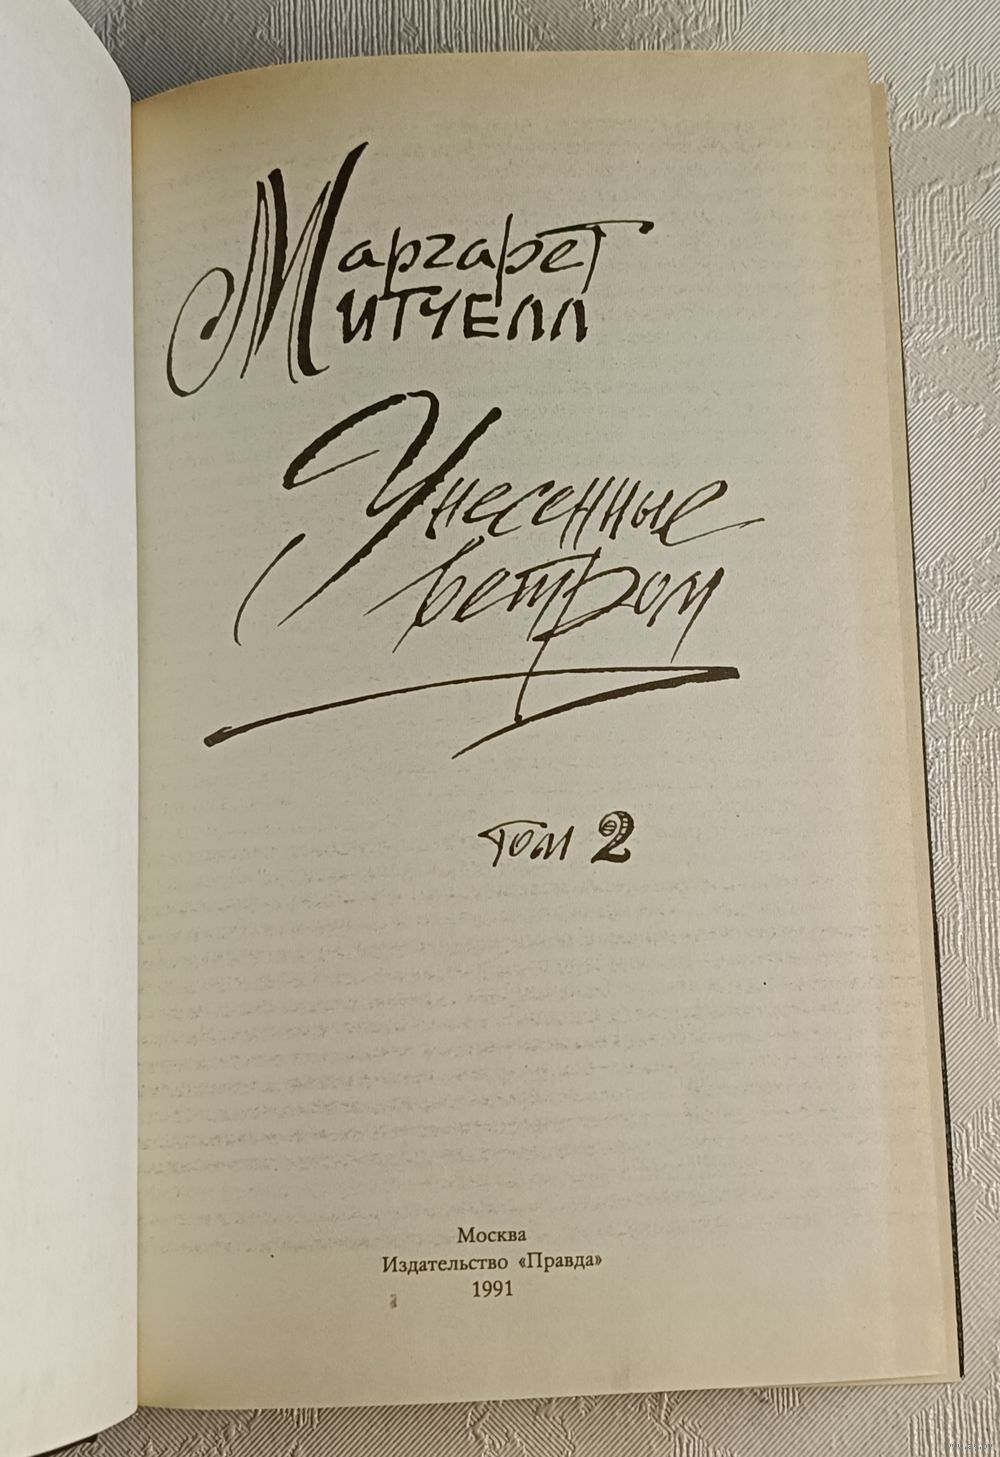 Маргарет
Митчелл
Унесенные
ветром
том 2
Москва
Издательство «Правда»
1991